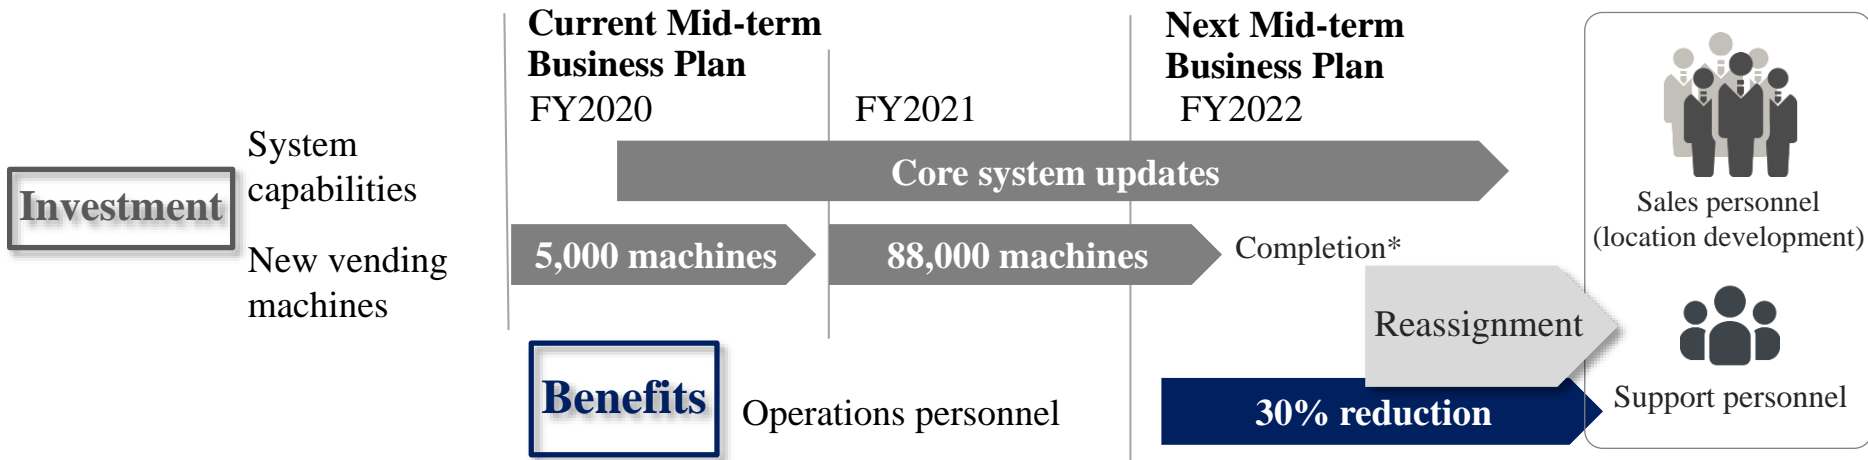 Current Mid-term
Business Plan
Next Mid-term
Business Plan
FY2020
FY2021
FY2022
Investment
System
capabilities
Core system updates
New vending
machines
5,000 machines
88,000 machines
Completion*
Sales personnel
(location development)
Reassignment
Support personnel
Benefits
Operations personnel
30% reduction